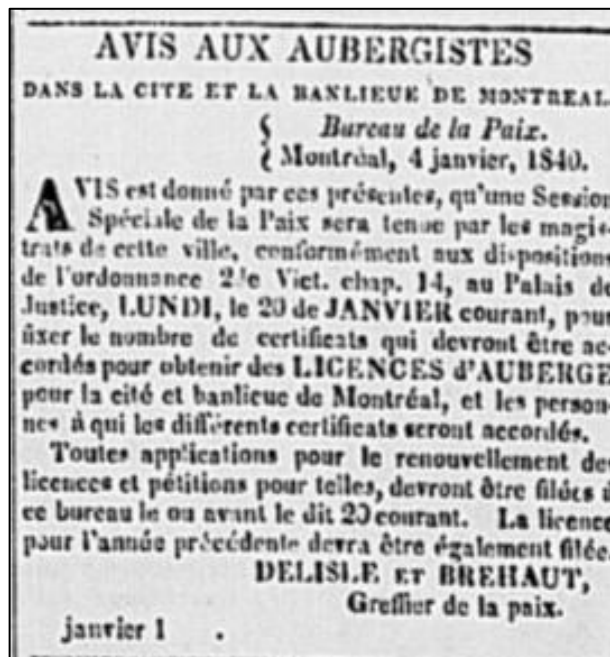 AVIS AUX AUBERGISTES
DANS LA CITE ET LA BANLIEUE DE MONTREAL.
Bureau de la Paix.
Montréal, 4 janvier, 1840.
AVIS est donné par ces présentes, qu'une Session
Spéciale de la Paix sera tenue par les magis-
trats de cette ville, conformément aux dispositions
de l'ordonnance 2de Vict. chap. 14, au Palais de
Justice, LUNDI, le 20 de JANVIER courant, pour
fixer le nombre de certificats qui devront être ac-
cordés pour obtenir des LICENCES d'AUBERGE
pour la cité et banlieue de Montréal, et les person-
nes à qui les différents certificats seront accordés.
Toutes applications pour le renouvellement des
licences et pétitions pour telles, devront être filées à
ce bureau le ou avant le dit 20 courant. La licence
pour l'année précédente devra être également filée.
DELISLE ET BREHAUT,
Greffier de la paix.
janvier 1